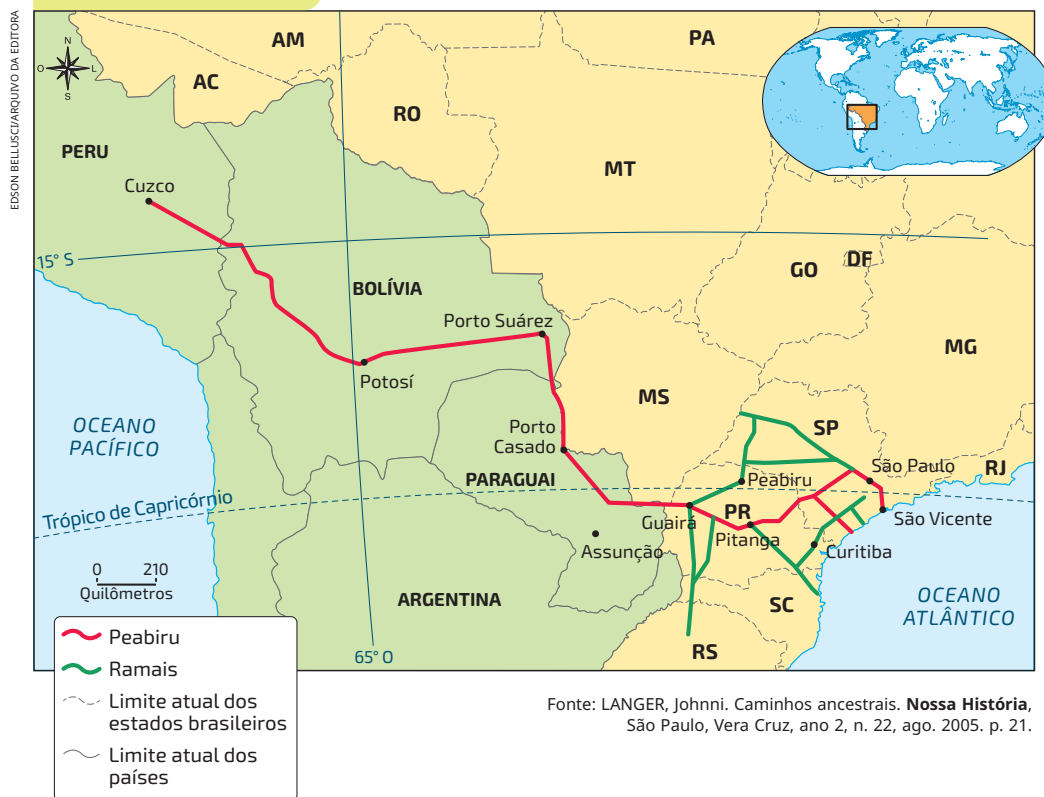 EDSON BELLUSCI/ARQUIVO DA EDITORA
N
O
L
S
AM
PA
AC
RO
PERU
MT
Cuzco
15° S
GO
DF
BOLÍVIA
Porto Suárez
MG
Potosí
MS
OCEANO
PACÍFICO
SP
Porto
Casado
São Paulo
RJ
PARAGUAI
Peabiru
Trópico de Capricórnio
Guairá
PR
São Vicente
Pitanga
Assunção
Curitiba
0 210
Quilômetros
ARGENTINA
SC
OCEANO
ATLÂNTICO
RS
65° O
Peabiru
Ramais
Limite atual dos
estados brasileiros
Limite atual dos
países
Fonte: LANGER, Johnni. Caminhos ancestrais. Nossa História,
São Paulo, Vera Cruz, ano 2, n. 22, ago. 2005. p. 21.